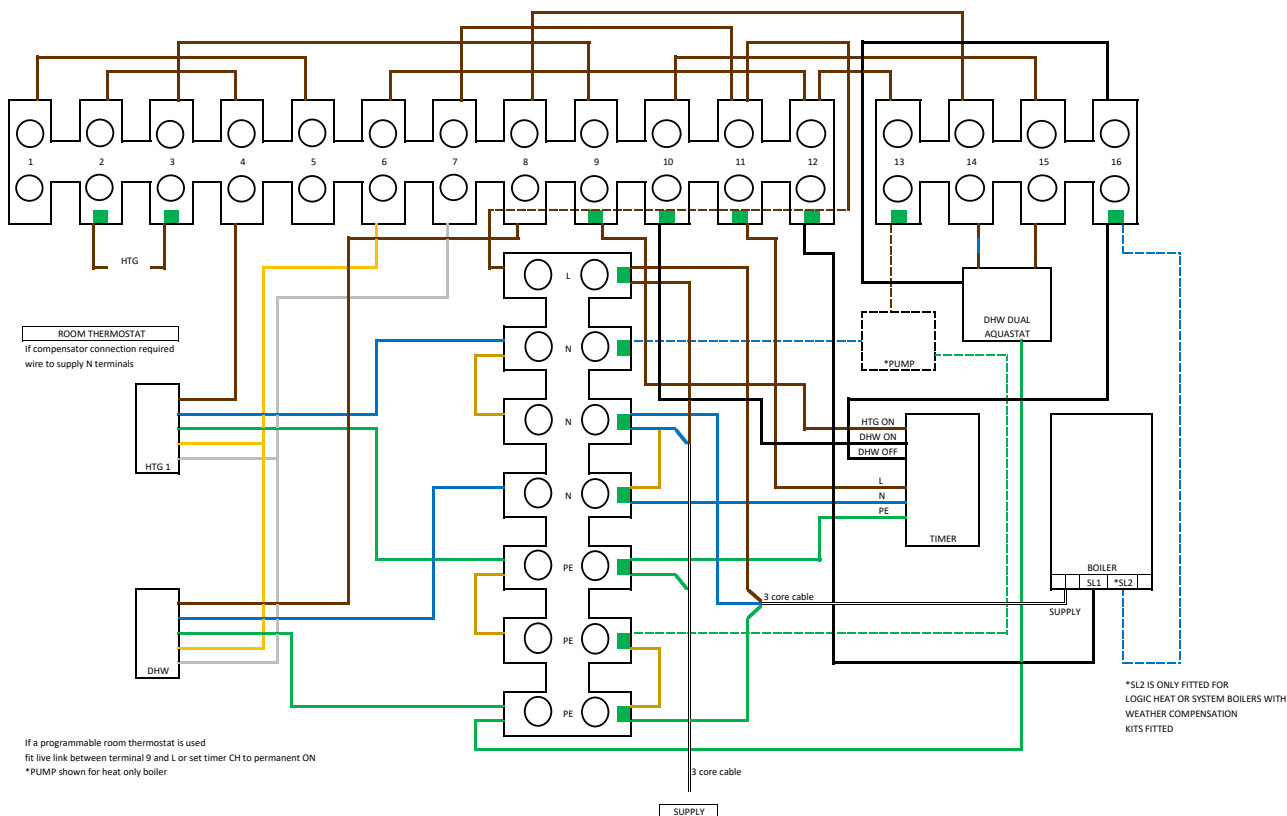 1
2
3
4
5
6
7
8
9
10
11
12
13
14
15
16
HTG
L
ROOM THERMOSTAT
If compensator connection required
wire to supply N terminals
N
DHW DUAL
AQUASTAT
*PUMP
N
HTG ON
DHW ON
DHW OFF
HTG 1
L
N
N
PE
TIMER
PE
BOILER
SL1
*SL2
3 core cable
SUPPLY
PE
DHW
*SL2 IS ONLY FITTED FOR
LOGIC HEAT OR SYSTEM BOILERS WITH
WEATHER COMPENSATION
KITS FITTED
PE
If a programmable room thermostat is used
fit live link between terminal 9 and L or set timer CH to permanent ON
*PUMP shown for heat only boiler
3 core cable
SUPPLY